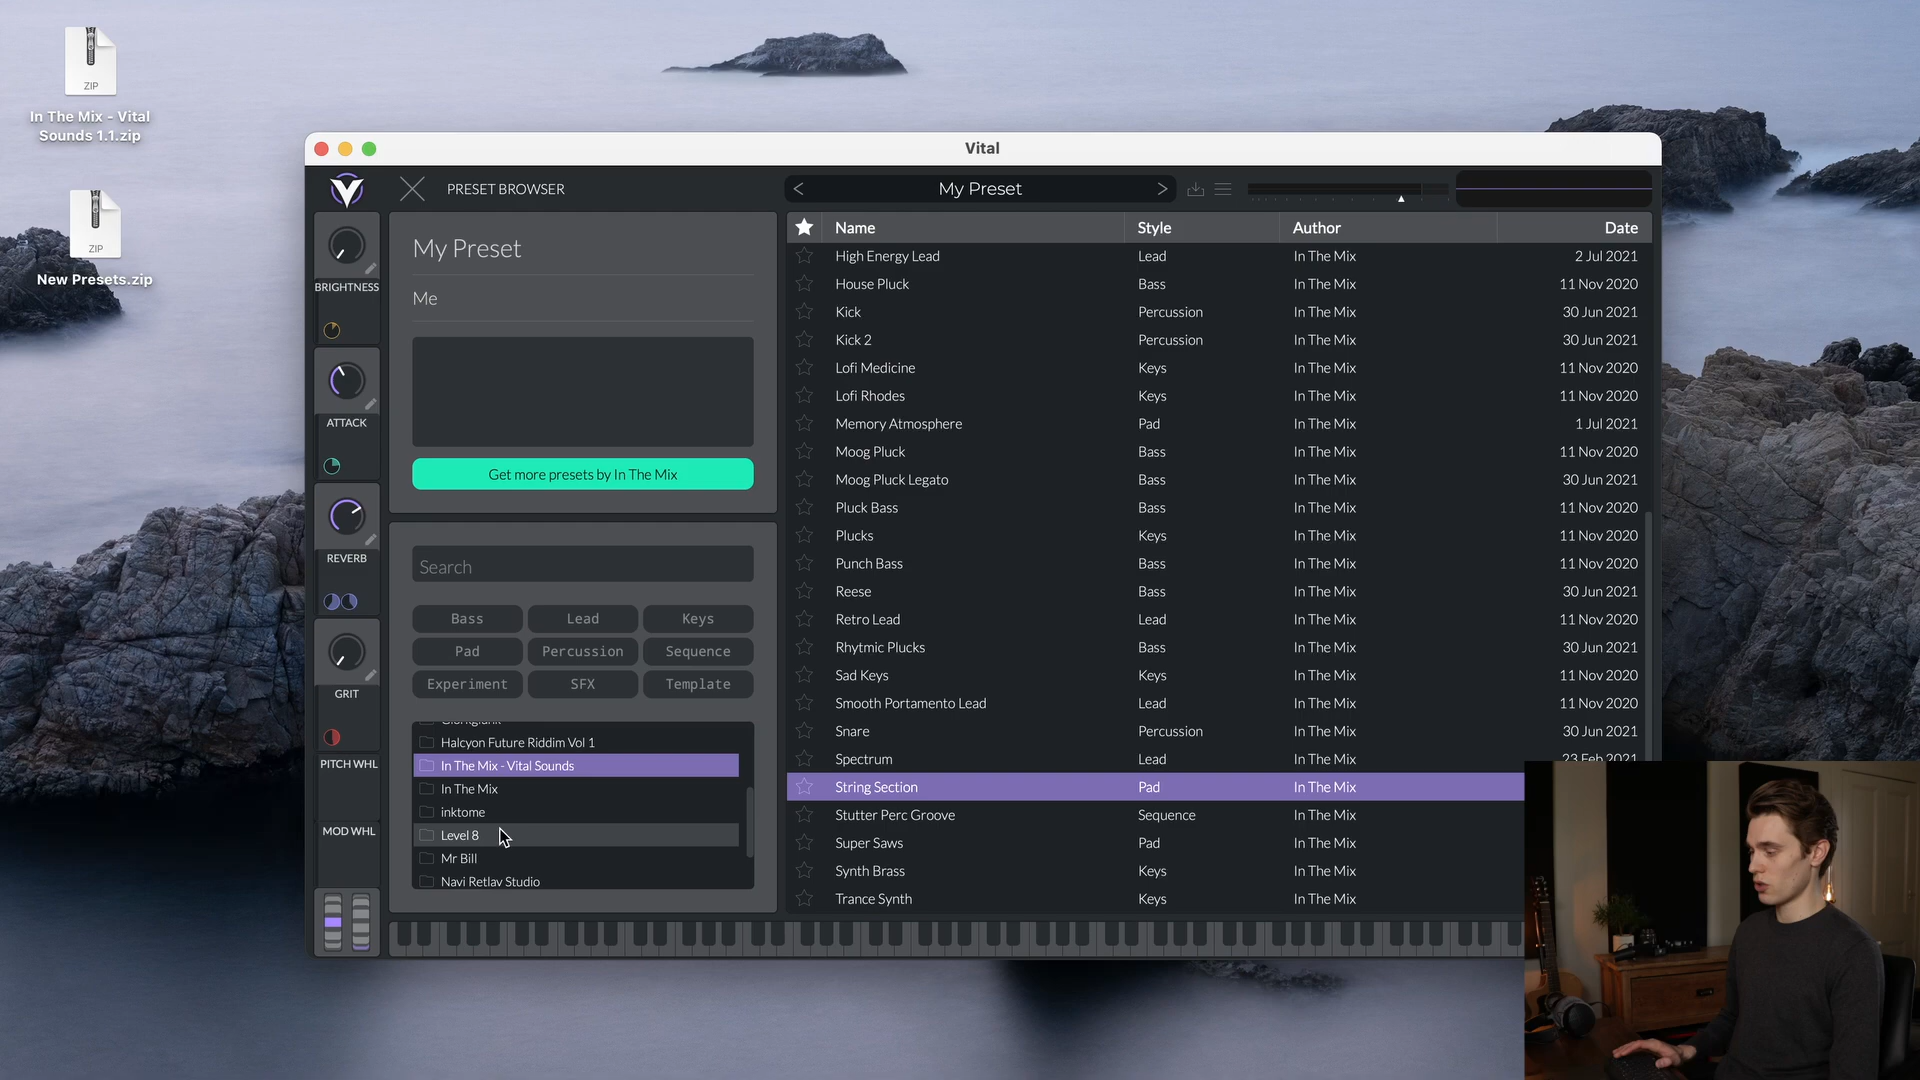 ZIP
In The Mix - Vital
Sounds 1.1.zip
ZIP
New Presets.zip
Vital
PRESET BROWSER
< My Preset >
BRIGHTNESS
ATTACK
REVERB
GRIT
PITCH WHL
MOD WHL
My Preset
Me
Get more presets by In The Mix
Search
Bass Lead Keys
Pad Percussion Sequence
Experiment SFX Template
Halcyon Future Riddim Vol 1
In The Mix - Vital Sounds
In The Mix
inktome
Level 8
Mr Bill
Navi Retlav Studio
Name Style Author Date
High Energy Lead Lead In The Mix 2 Jul 2021
House Pluck Bass In The Mix 11 Nov 2020
Kick Percussion In The Mix 30 Jun 2021
Kick 2 Percussion In The Mix 30 Jun 2021
Lofi Medicine Keys In The Mix 11 Nov 2020
Lofi Rhodes Keys In The Mix 11 Nov 2020
Memory Atmosphere Pad In The Mix 1 Jul 2021
Moog Pluck Bass In The Mix 11 Nov 2020
Moog Pluck Legato Bass In The Mix 30 Jun 2021
Pluck Bass Bass In The Mix 11 Nov 2020
Plucks Keys In The Mix 11 Nov 2020
Punch Bass Bass In The Mix 11 Nov 2020
Reese Bass In The Mix 30 Jun 2021
Retro Lead Lead In The Mix 11 Nov 2020
Rhytmic Plucks Bass In The Mix 30 Jun 2021
Sad Keys Keys In The Mix 11 Nov 2020
Smooth Portamento Lead Lead In The Mix 11 Nov 2020
Snare Percussion In The Mix 30 Jun 2021
Spectrum Lead In The Mix 23 Feb 2021
String Section Pad In The Mix
Stutter Perc Groove Sequence In The Mix
Super Saws Pad In The Mix
Synth Brass Keys In The Mix
Trance Synth Keys In The Mix